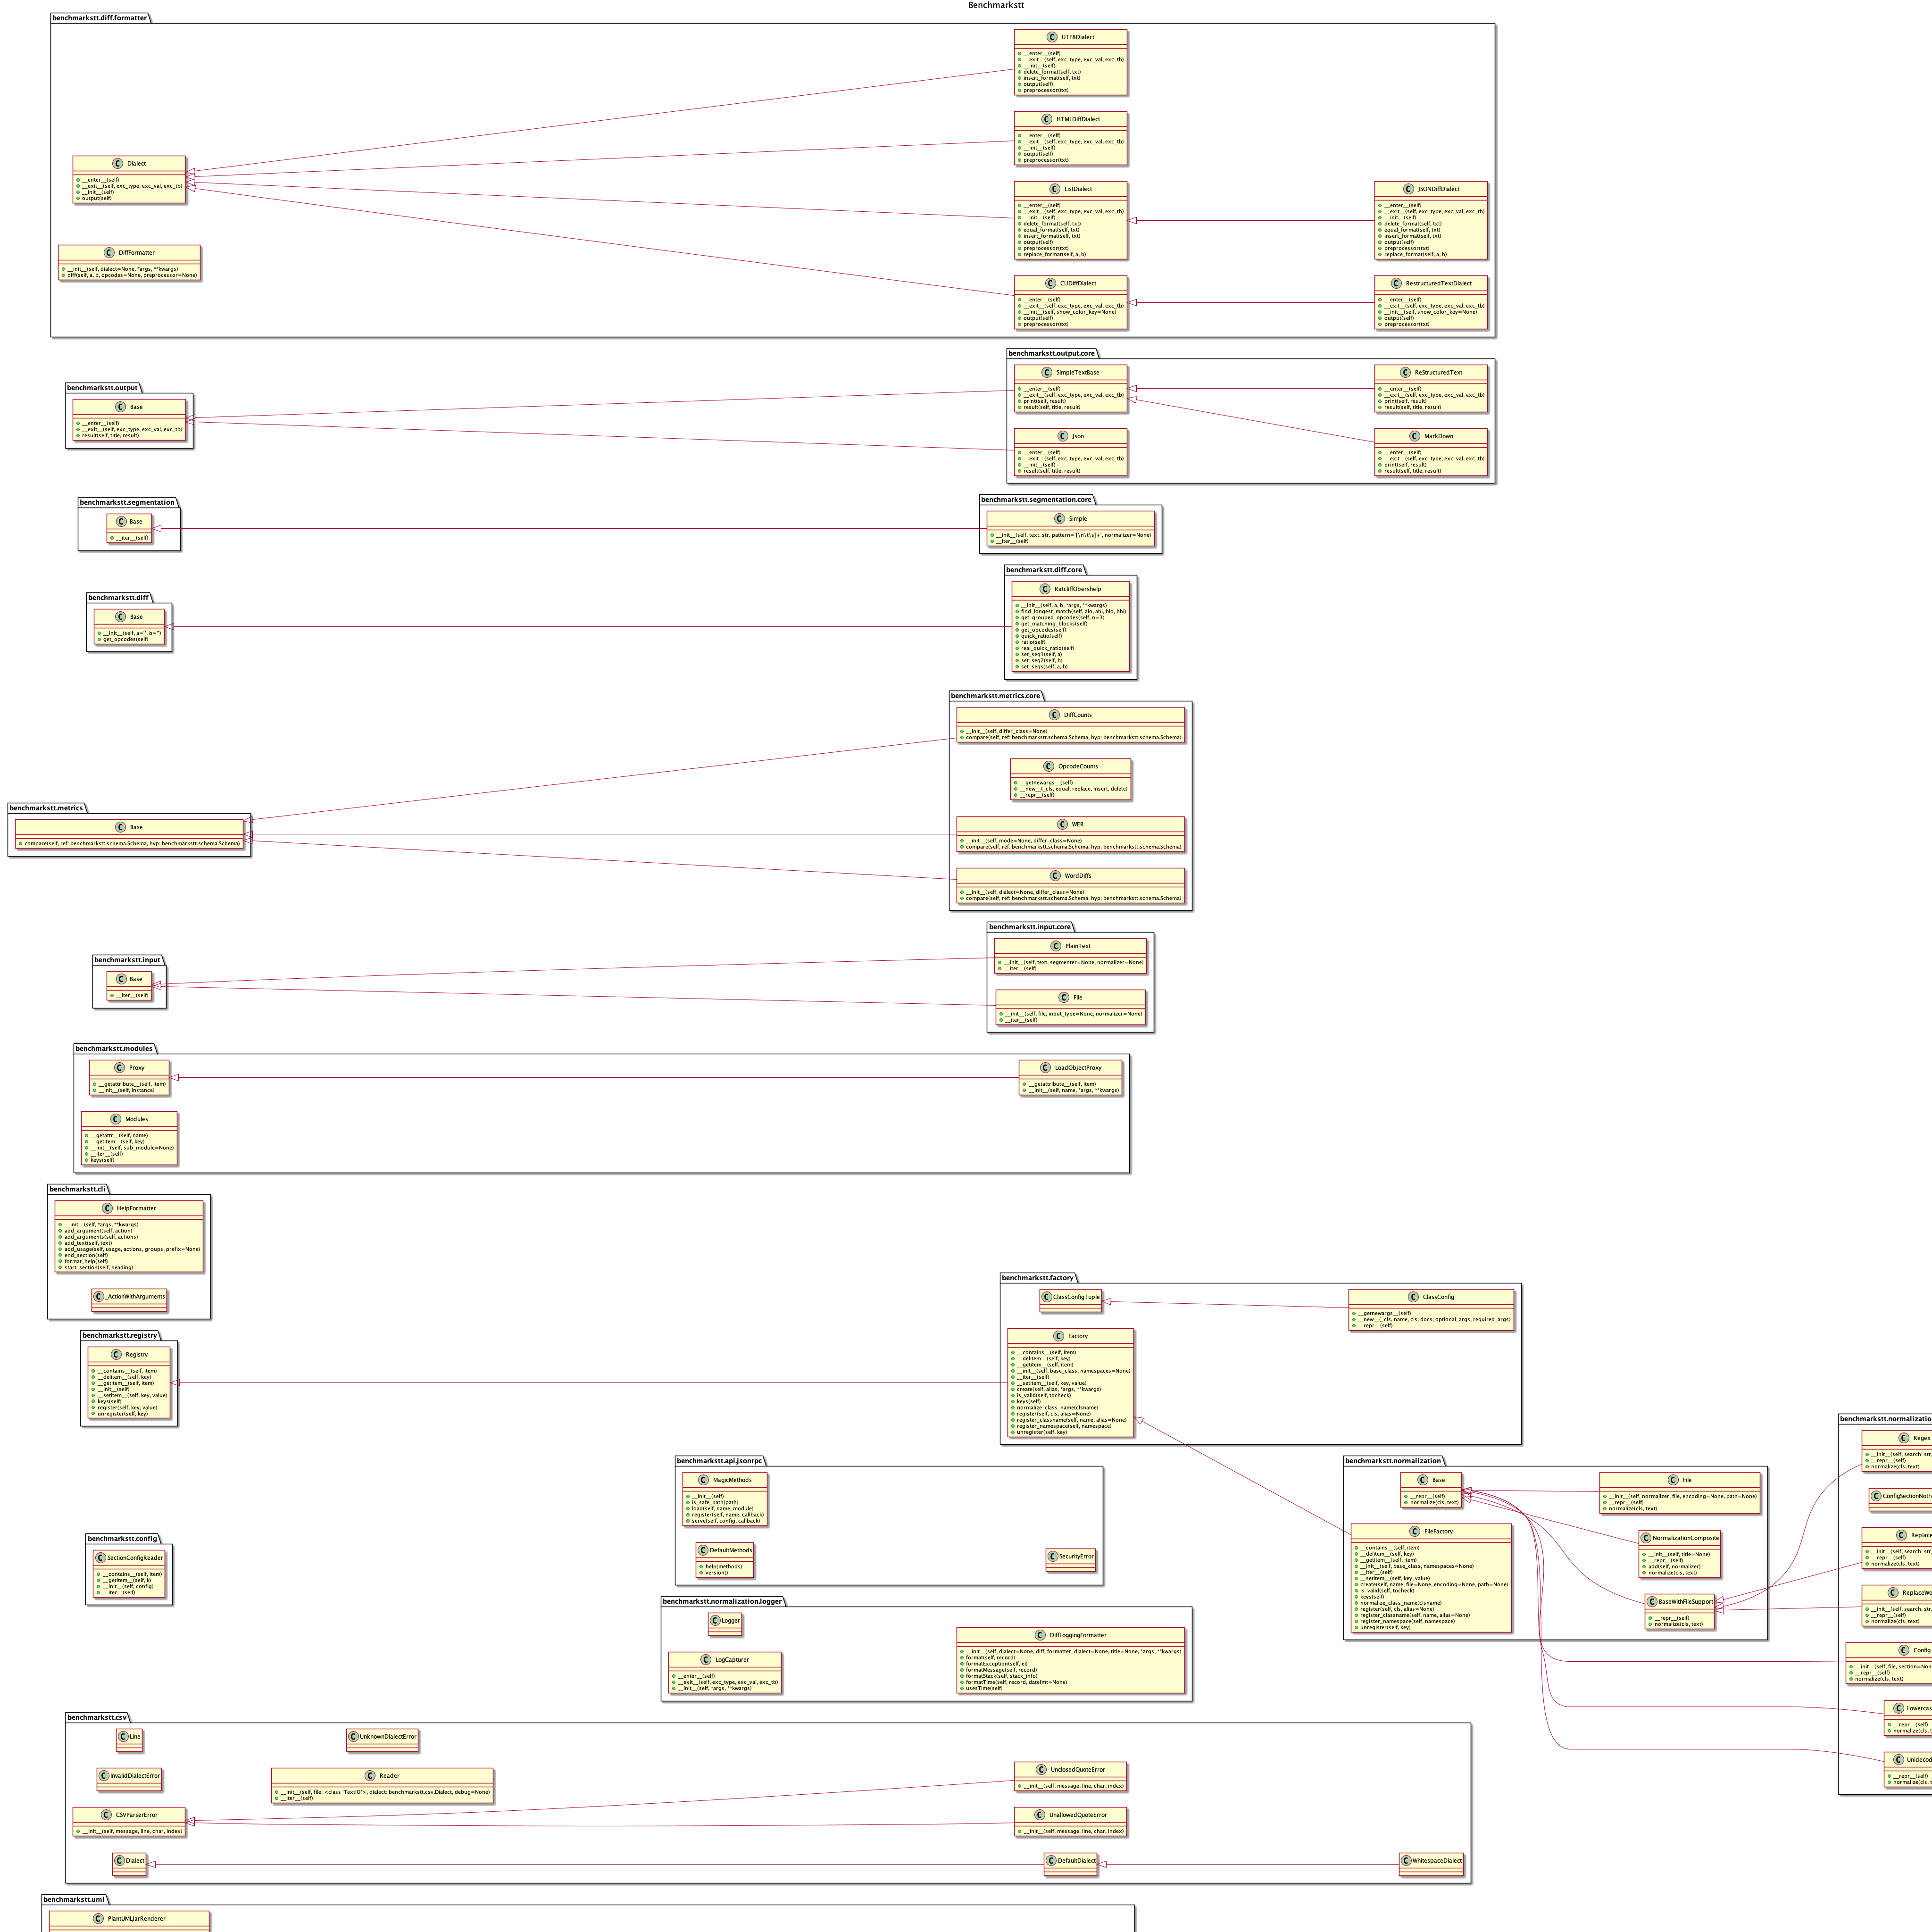 Benchmarkstt
benchmarkstt.diff.formatter
UTF8Dialect
__enter__(self)
__exit__(self, exc_type, exc_val, exc_tb)
__init__(self)
delete_format(self, txt)
insert_format(self, txt)
output(self)
preprocessor(txt)
HTMLDiffDialect
__enter__(self)
__exit__(self, exc_type, exc_val, exc_tb)
__init__(self)
output(self)
preprocessor(txt)
Dialect
__enter__(self)
__exit__(self, exc_type, exc_val, exc_tb)
__init__(self)
output(self)
ListDialect
__enter__(self)
__exit__(self, exc_type, exc_val, exc_tb)
__init__(self)
delete_format(self, txt)
equal_format(self, txt)
insert_format(self, txt)
output(self)
preprocessor(txt)
replace_format(self, a, b)
JSONDiffDialect
__enter__(self)
__exit__(self, exc_type, exc_val, exc_tb)
__init__(self)
delete_format(self, txt)
equal_format(self, txt)
insert_format(self, txt)
output(self)
preprocessor(txt)
replace_format(self, a, b)
DiffFormatter
__init__(self, dialect=None, *args, **kwargs)
diff(self, a, b, opcodes=None, preprocessor=None)
CLIDiffDialect
__enter__(self)
__exit__(self, exc_type, exc_val, exc_tb)
__init__(self, show_color_key=None)
output(self)
preprocessor(txt)
RestructuredTextDialect
__enter__(self)
__exit__(self, exc_type, exc_val, exc_tb)
__init__(self, show_color_key=None)
output(self)
preprocessor(txt)
benchmarkstt.output
Base
__enter__(self)
__exit__(self, exc_type, exc_val, exc_tb)
result(self, title, result)
benchmarkstt.output.core
SimpleTextBase
__enter__(self)
__exit__(self, exc_type, exc_val, exc_tb)
print(self, result)
result(self, title, result)
ReStructuredText
__enter__(self)
__exit__(self, exc_type, exc_val, exc_tb)
print(self, result)
result(self, title, result)
Json
__enter__(self)
__exit__(self, exc_type, exc_val, exc_tb)
__init__(self)
result(self, title, result)
MarkDown
__enter__(self)
__exit__(self, exc_type, exc_val, exc_tb)
print(self, result)
result(self, title, result)
benchmarkstt.segmentation
Base
__iter__(self)
benchmarkstt.segmentation.core
Simple
__init__(self, text: str, pattern='[\n\t\s]+', normalizer=None)
__iter__(self)
benchmarkstt.diff
Base
__init__(self, a='', b='')
get_opcodes(self)
benchmarkstt.diff.core
RatcliffObershelp
__init__(self, a, b, *args, **kwargs)
find_longest_match(self, alo, ahi, blo, bhi)
get_grouped_opcodes(self, n=3)
get_matching_blocks(self)
get_opcodes(self)
quick_ratio(self)
ratio(self)
real_quick_ratio(self)
set_seq1(self, a)
set_seq2(self, b)
set_seqs(self, a, b)
benchmarkstt.metrics
Base
compare(self, ref: benchmarkstt.schema.Schema, hyp: benchmarkstt.schema.Schema)
benchmarkstt.metrics.core
DiffCounts
__init__(self, differ_class=None)
compare(self, ref: benchmarkstt.schema.Schema, hyp: benchmarkstt.schema.Schema)
OpcodeCounts
__getnewargs__(self)
__new__(_cls, equal, replace, insert, delete)
__repr__(self)
WER
__init__(self, mode=None, differ_class=None)
compare(self, ref: benchmarkstt.schema.Schema, hyp: benchmarkstt.schema.Schema)
WordDiffs
__init__(self, dialect=None, differ_class=None)
compare(self, ref: benchmarkstt.schema.Schema, hyp: benchmarkstt.schema.Schema)
benchmarkstt.input
Base
__iter__(self)
benchmarkstt.input.core
PlainText
__init__(self, text, segmenter=None, normalizer=None)
__iter__(self)
File
__init__(self, file, input_type=None, normalizer=None)
__iter__(self)
benchmarkstt.modules
Proxy
__getattribute__(self, item)
__init__(self, instance)
LoadObjectProxy
__getattribute__(self, item)
__init__(self, name, *args, **kwargs)
Modules
__getattr__(self, name)
__getitem__(self, key)
__init__(self, sub_module=None)
__iter__(self)
keys(self)
benchmarkstt.cli
HelpFormatter
__init__(self, *args, **kwargs)
add_argument(self, action)
add_arguments(self, actions)
add_text(self, text)
add_usage(self, usage, actions, groups, prefix=None)
end_section(self)
format_help(self)
start_section(self, heading)
_ActionWithArguments
benchmarkstt.registry
Registry
__contains__(self, item)
__delitem__(self, key)
__getitem__(self, item)
__init__(self)
__setitem__(self, key, value)
keys(self)
register(self, key, value)
unregister(self, key)
benchmarkstt.factory
ClassConfigTuple
ClassConfig
__getnewargs__(self)
__new__(_cls, name, cls, docs, optional_args, required_args)
__repr__(self)
Factory
__contains__(self, item)
__delitem__(self, key)
__getitem__(self, item)
__init__(self, base_class, namespaces=None)
__iter__(self)
__setitem__(self, key, value)
create(self, alias, *args, **kwargs)
is_valid(self, tocheck)
keys(self)
normalize_class_name(clsname)
register(self, cls, alias=None)
register_classname(self, name, alias=None)
register_namespace(self, namespace)
unregister(self, key)
benchmarkstt.config
SectionConfigReader
__contains__(self, item)
__getitem__(self, k)
__init__(self, config)
__iter__(self)
benchmarkstt.api.jsonrpc
MagicMethods
__init__(self)
is_safe_path(path)
load(self, name, module)
register(self, name, callback)
serve(self, config, callback)
DefaultMethods
help(methods)
version()
SecurityError
benchmarkstt.normalization
Base
__repr__(self)
normalize(cls, text)
File
__init__(self, normalizer, file, encoding=None, path=None)
__repr__(self)
normalize(cls, text)
FileFactory
__contains__(self, item)
__delitem__(self, key)
__getitem__(self, item)
__init__(self, base_class, namespaces=None)
__iter__(self)
__setitem__(self, key, value)
create(self, name, file=None, encoding=None, path=None)
is_valid(self, tocheck)
keys(self)
normalize_class_name(clsname)
register(self, cls, alias=None)
register_classname(self, name, alias=None)
register_namespace(self, namespace)
unregister(self, key)
NormalizationComposite
__init__(self, title=None)
__repr__(self)
add(self, normalizer)
normalize(cls, text)
BaseWithFileSupport
__repr__(self)
normalize(cls, text)
benchmarkstt.normalizatio
Regex
__init__(self, search: str,
__repr__(self)
normalize(cls, text)
ConfigSectionNotF
Replace
__init__(self, search: str,
__repr__(self)
normalize(cls, text)
ReplaceWo
__init__(self, search: str,
__repr__(self)
normalize(cls, text)
Config
__init__(self, file, section=Non
__repr__(self)
normalize(cls, text)
Lowercas
__repr__(self)
normalize(cls, t
Unidecod
__repr__(self)
normalize(cls, t
benchmarkstt.normalization.logger
Logger
LogCapturer
__enter__(self)
__exit__(self, exc_type, exc_val, exc_tb)
__init__(self, *args, **kwargs)
DiffLoggingFormatter
__init__(self, dialect=None, diff_formatter_dialect=None, title=None, *args, **kwargs)
format(self, record)
formatException(self, ei)
formatMessage(self, record)
formatStack(self, stack_info)
formatTime(self, record, datefmt=None)
usesTime(self)
benchmarkstt.csv
Line
UnknownDialectError
InvalidDialectError
Reader
__init__(self, file: <class 'TextIO'>, dialect: benchmarkstt.csv.Dialect, debug=None)
__iter__(self)
UnclosedQuoteError
__init__(self, message, line, char, index)
CSVParserError
__init__(self, message, line, char, index)
UnallowedQuoteError
__init__(self, message, line, char, index)
Dialect
DefaultDialect
WhitespaceDialect
benchmarkstt.uml
PlantUMLJarRenderer